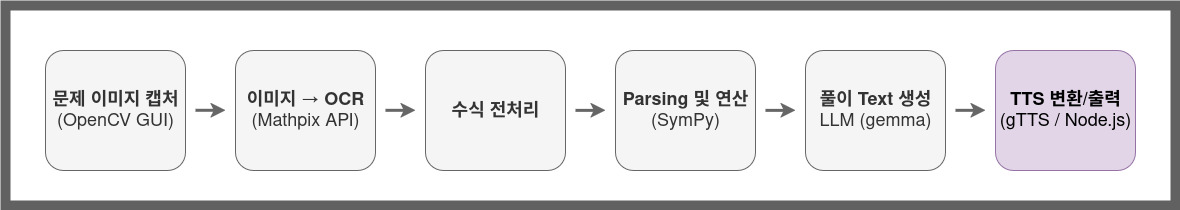 문제 이미지 캡처
(OpenCV GUI)
이미지 → OCR
(Mathpix API)
수식 전처리
Parsing 및 연산
(SymPy)
풀이 Text 생성
LLM (gemma)
TTS 변환/출력
(gTTS / Node.js)